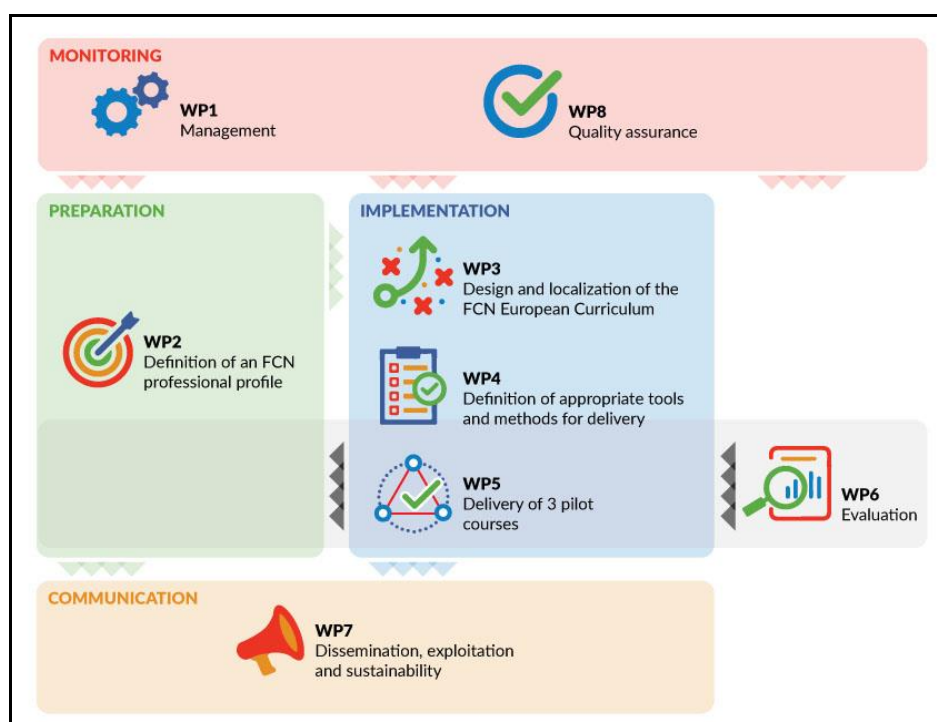 MONITORING
WP1
Management
WP8
Quality assurance
PREPARATION
WP2
Definition of an FCN
professional profile
IMPLEMENTATION
WP3
Design and localization of the
FCN European Curriculum
WP4
Definition of appropriate tools
and methods for delivery
WP5
Delivery of 3 pilot
courses
WP6
Evaluation
COMMUNICATION
WP7
Dissemination, exploitation
and sustainability